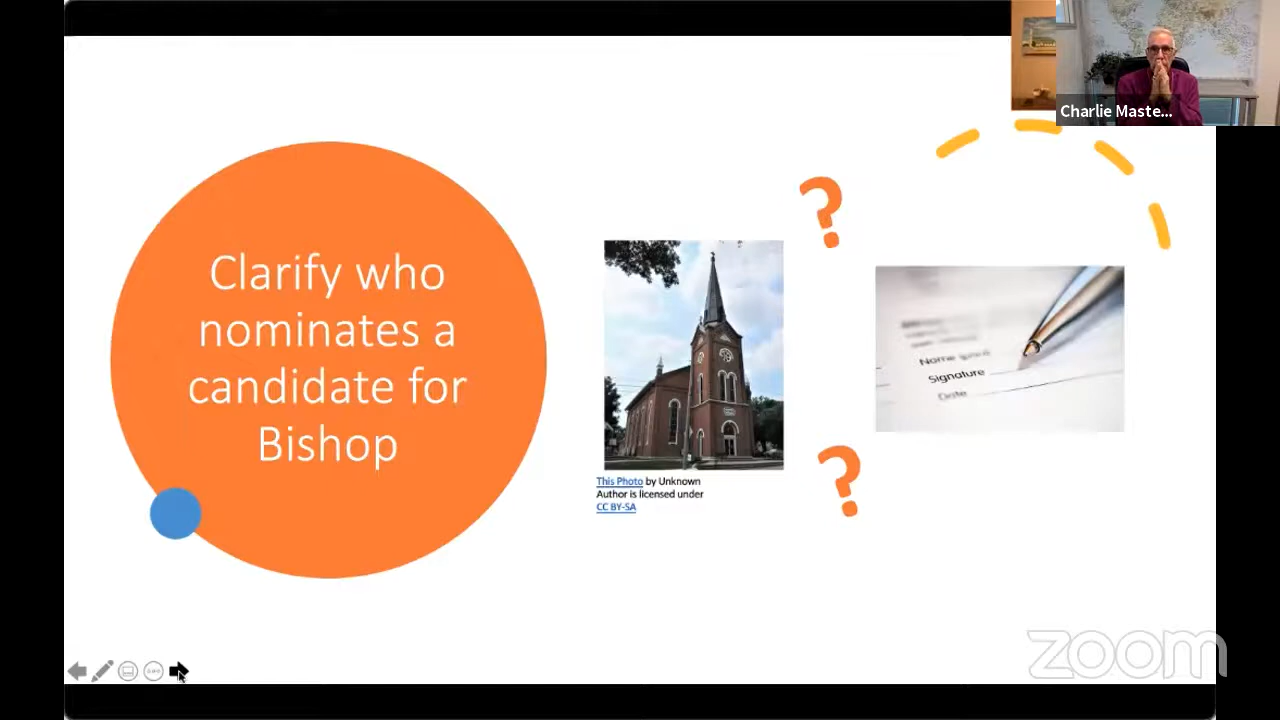 Charlie Maste...
Clarify who
nominates a
candidate for
Bishop
?
?
This Photo by Unknown
Author is licensed under
CC BY-SA
Signature
Date
zoom